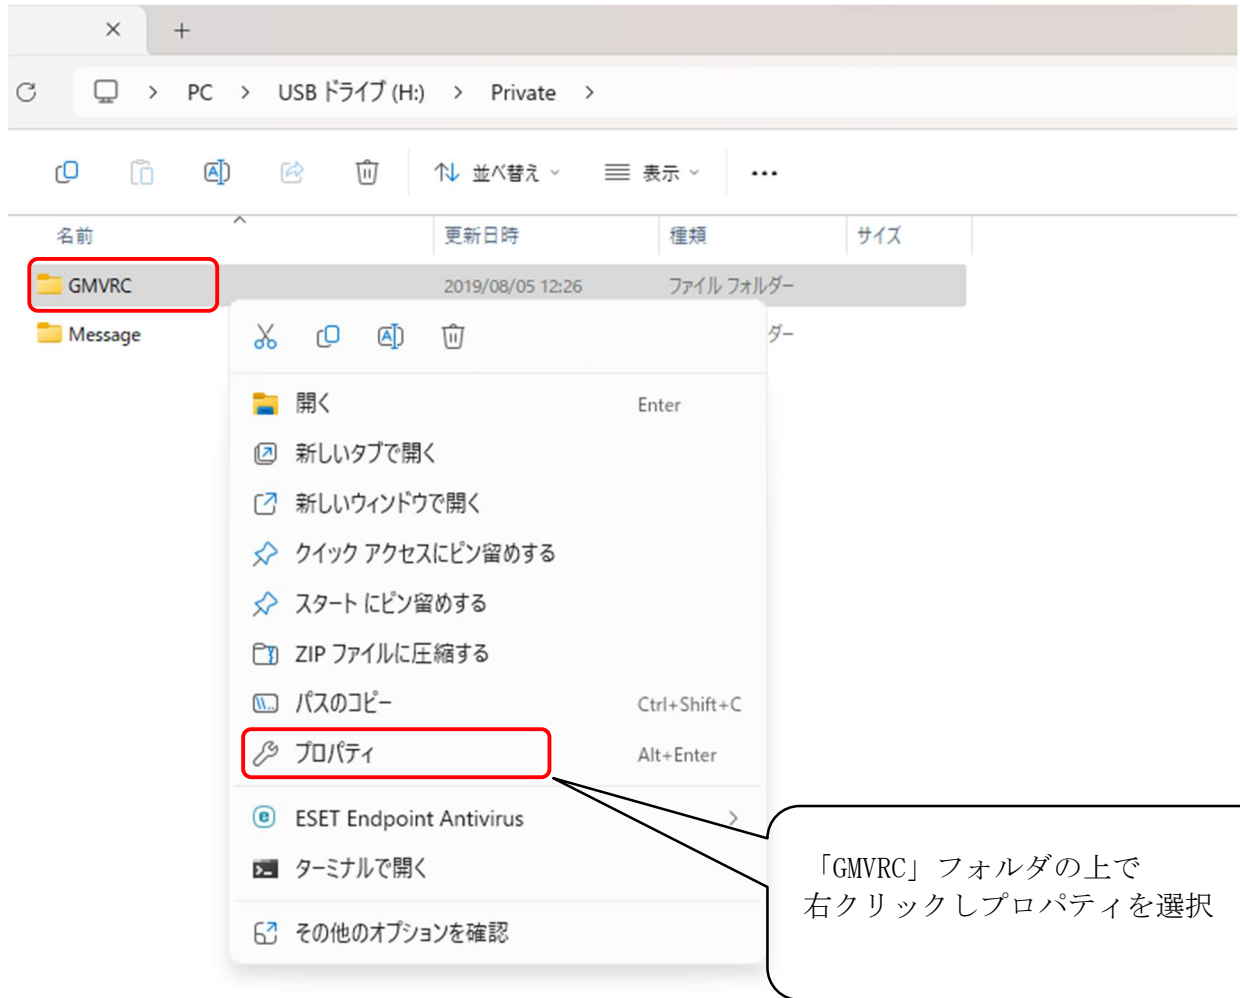 PC > USB ドライブ (H:) > Private >
並べ替え 表示 ...
名前 更新日時 種類 サイズ
GMVRC 2019/08/05 12:26 ファイル フォルダー
Message ダー
開く Enter
新しいタブで開く
新しいウィンドウで開く
クイック アクセスにピン留めする
スタート にピン留めする
ZIP ファイルに圧縮する
パスのコピー Ctrl+Shift+C
プロパティ Alt+Enter
ESET Endpoint Antivirus
ターミナルで開く
その他のオプションを確認
「GMVRC」フォルダの上で
右クリックしプロパティを選択